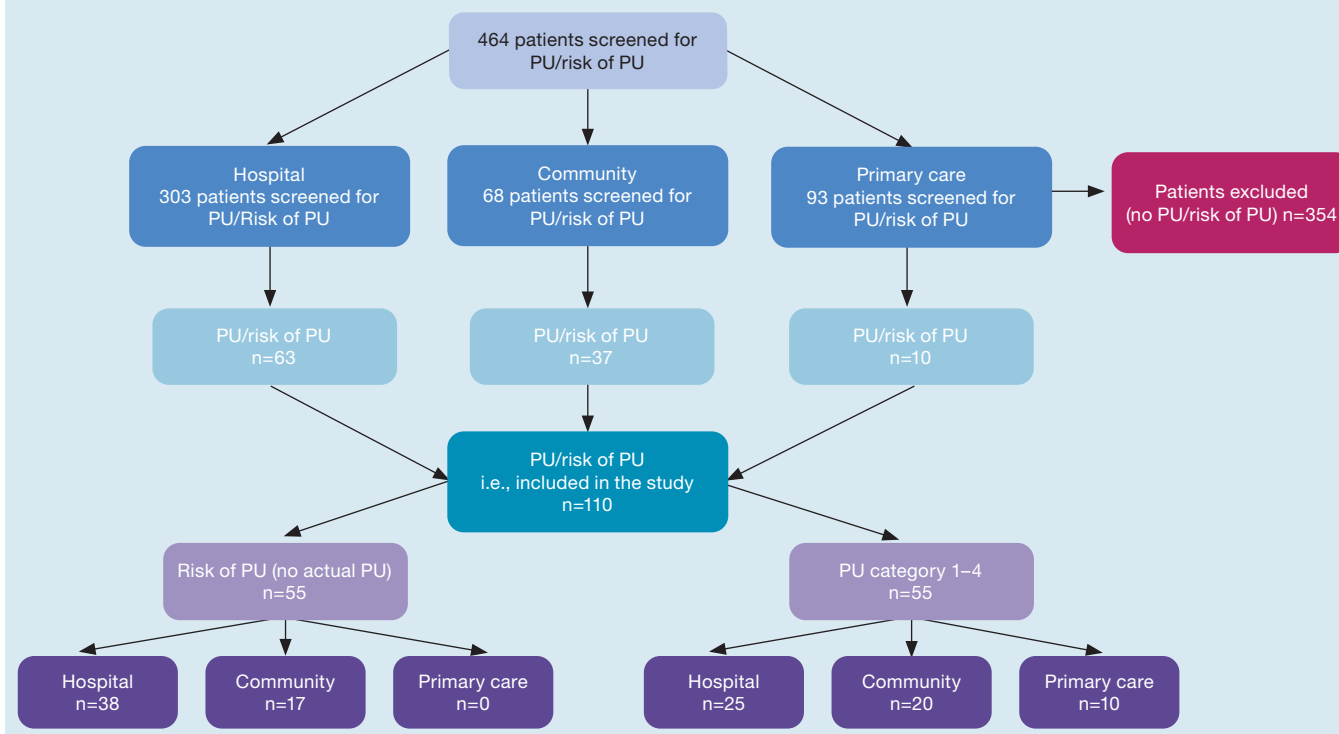 464 patients screened for
PU/risk of PU
Hospital
303 patients screened for
PU/Risk of PU
Community
68 patients screened for
PU/risk of PU
Primary care
93 patients screened for
PU/risk of PU
Patients excluded
(no PU/risk of PU) n=354
PU/risk of PU
n=63
PU/risk of PU
n=37
PU/risk of PU
n=10
PU/risk of PU
i.e., included in the study
n=110
Risk of PU (no actual PU)
n=55
PU category 1–4
n=55
Hospital
n=38
Community
n=17
Primary care
n=0
Hospital
n=25
Community
n=20
Primary care
n=10